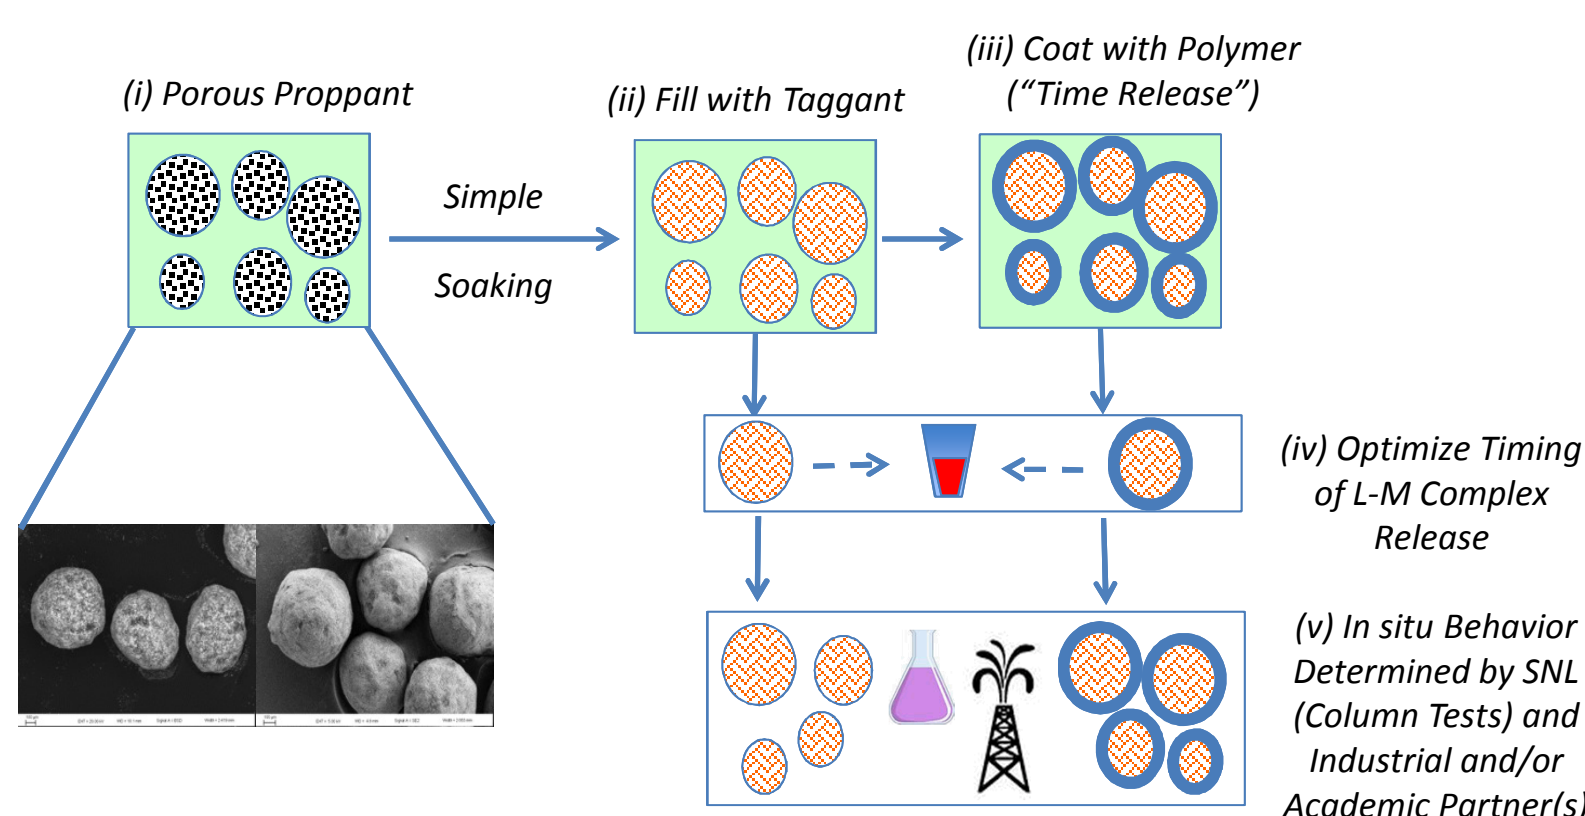 (i) Porous Proppant
(ii) Fill with Taggant
(iii) Coat with Polymer
(“Time Release”)
Simple
Soaking
(iv) Optimize Timing
of L-M Complex
Release
(v) In situ Behavior
Determined by SNL
(Column Tests) and
Industrial and/or
Academic Partner(s)